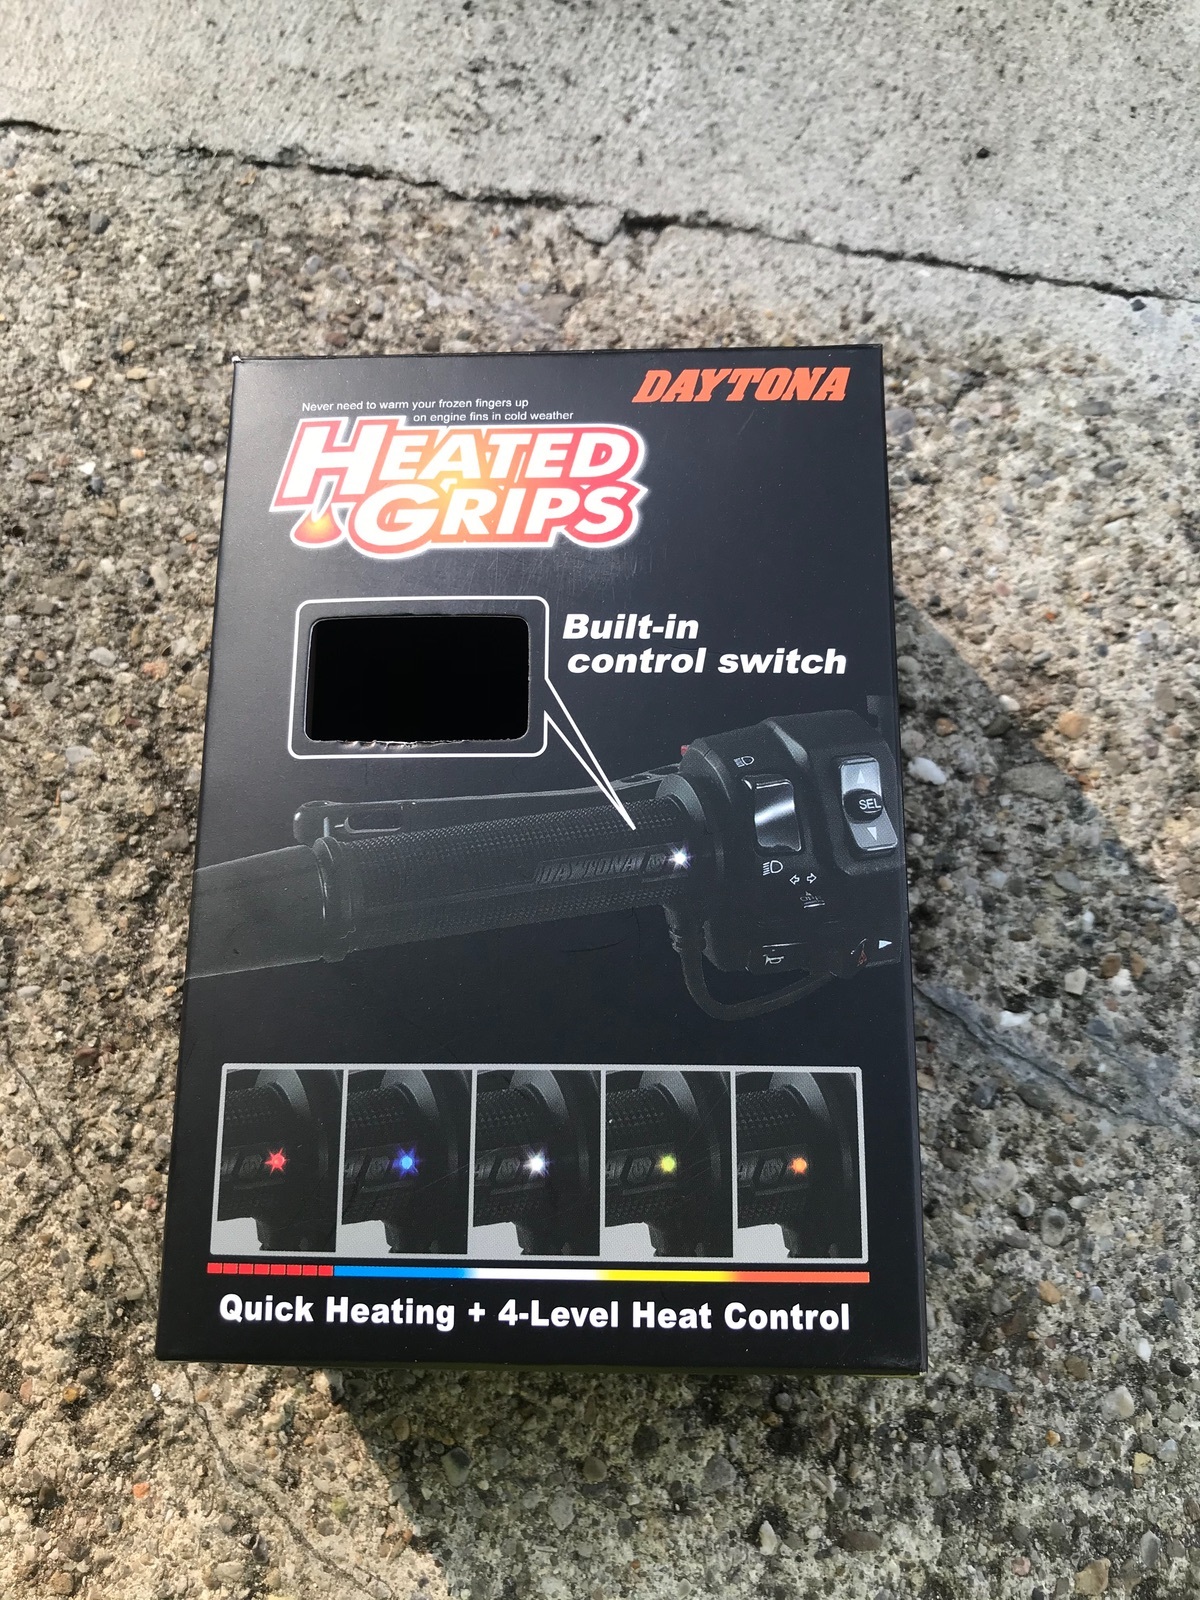 DAYTONA
Never need to warm your frozen fingers up
on engine fins in cold weather
HEATED
GRIPS
Built-in
control switch
SEL
DAYTONA
Quick Heating + 4-Level Heat Control